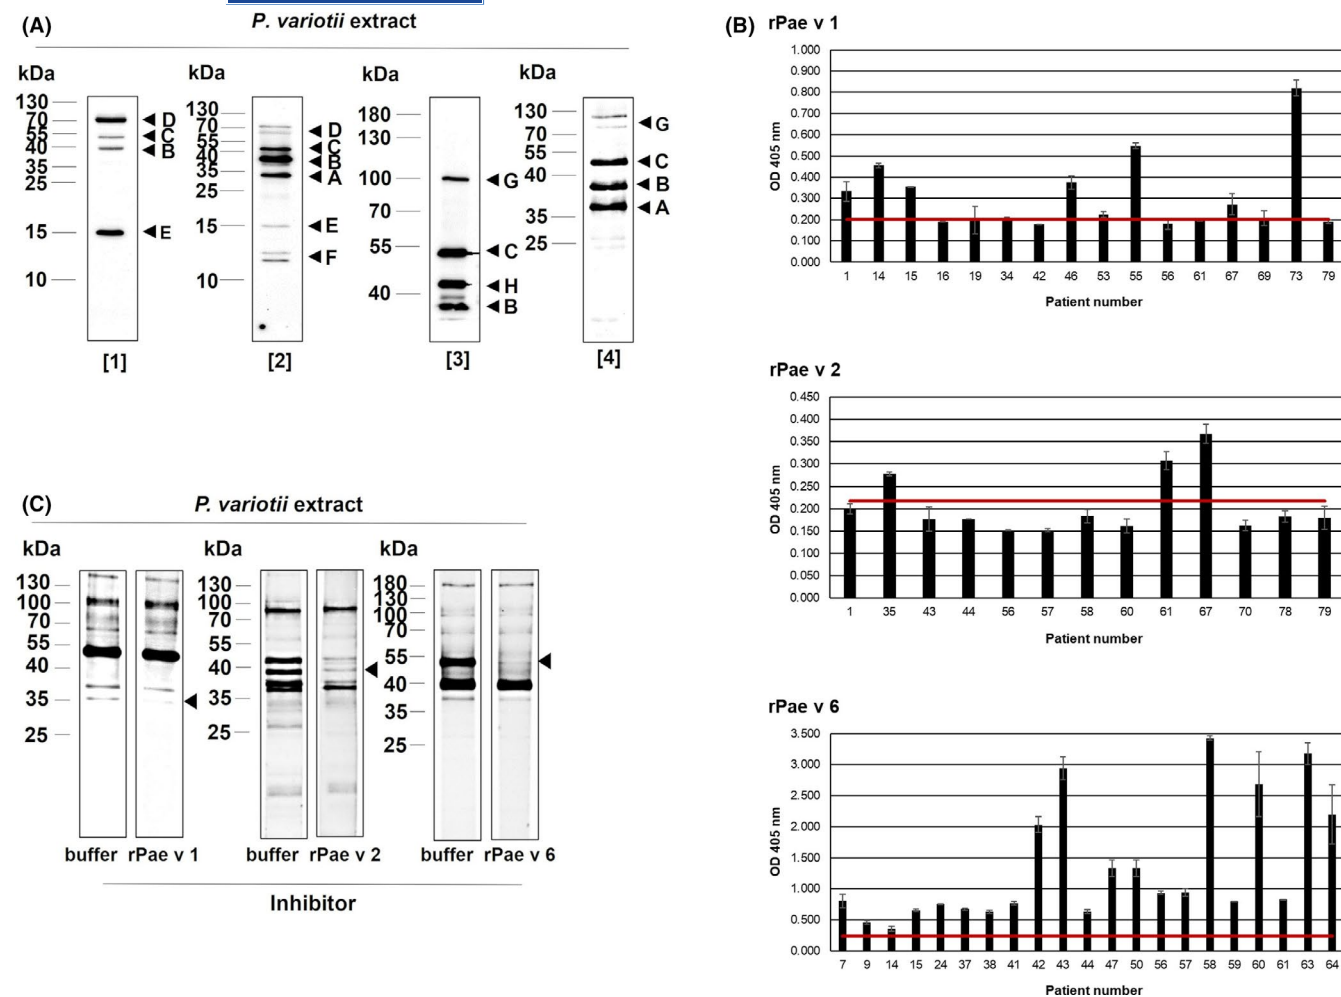 (A)
P. variotii extract
kDa
130
70
55
40
35
25
15
10
D
C
B
E
[1]
kDa
130
70
55
40
35
25
15
10
D
C
B
A
E
F
[2]
kDa
180
130
100
70
55
40
G
C
H
B
[3]
kDa
130
70
55
40
35
25
G
C
B
A
[4]
(B) rPae v 1
OD 405 nm
1.000
0.900
0.800
0.700
0.600
0.500
0.400
0.300
0.200
0.100
0.000
1 14 15 16 19 34 42 46 53 55 56 61 67 69 73 79
Patient number
rPae v 2
OD 405 nm
0.450
0.400
0.350
0.300
0.250
0.200
0.150
0.100
0.050
0.000
1 35 43 44 56 57 58 60 61 67 70 78 79
Patient number
rPae v 6
OD 405 nm
3.500
3.000
2.500
2.000
1.500
1.000
0.500
0.000
7 9 14 15 24 37 38 41 42 43 44 47 50 56 57 58 59 60 61 63 64
Patient number
(C)
P. variotii extract
kDa
130
100
70
55
40
35
25
buffer rPae v 1
kDa
130
100
70
55
40
35
25
buffer rPae v 2
kDa
180
130
100
70
55
40
35
25
buffer rPae v 6
Inhibitor